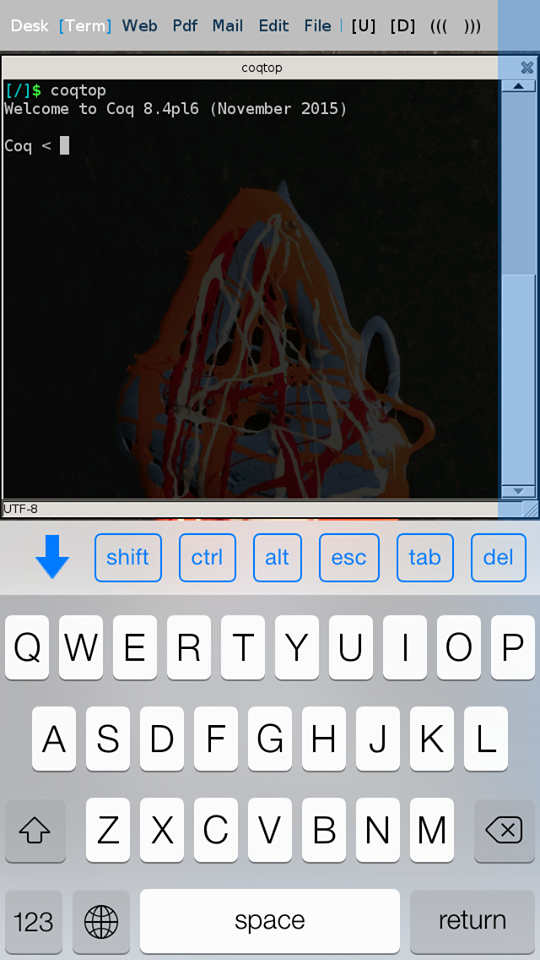 Desk [Term] Web Pdf Mail Edit File | [U] [D] ((( )))
coqtop
[/]$ coqtop
Welcome to Coq 8.4pl6 (November 2015)
Coq <
UTF-8
shift ctrl alt esc tab del
Q W E R T Y U I O P
A S D F G H J K L
Z X C V B N M
123 space return